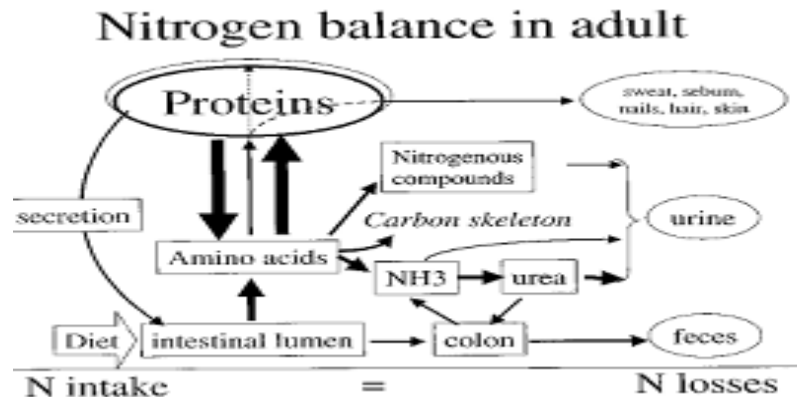 Nitrogen balance in adult
Proteins
sweat, sebum,
nails, hair, skin
Nitrogenous
compounds
secretion
Carbon skeleton
urine
Amino acids
NH3
urea
Diet
intestinal lumen
colon
feces
N intake
=
N losses